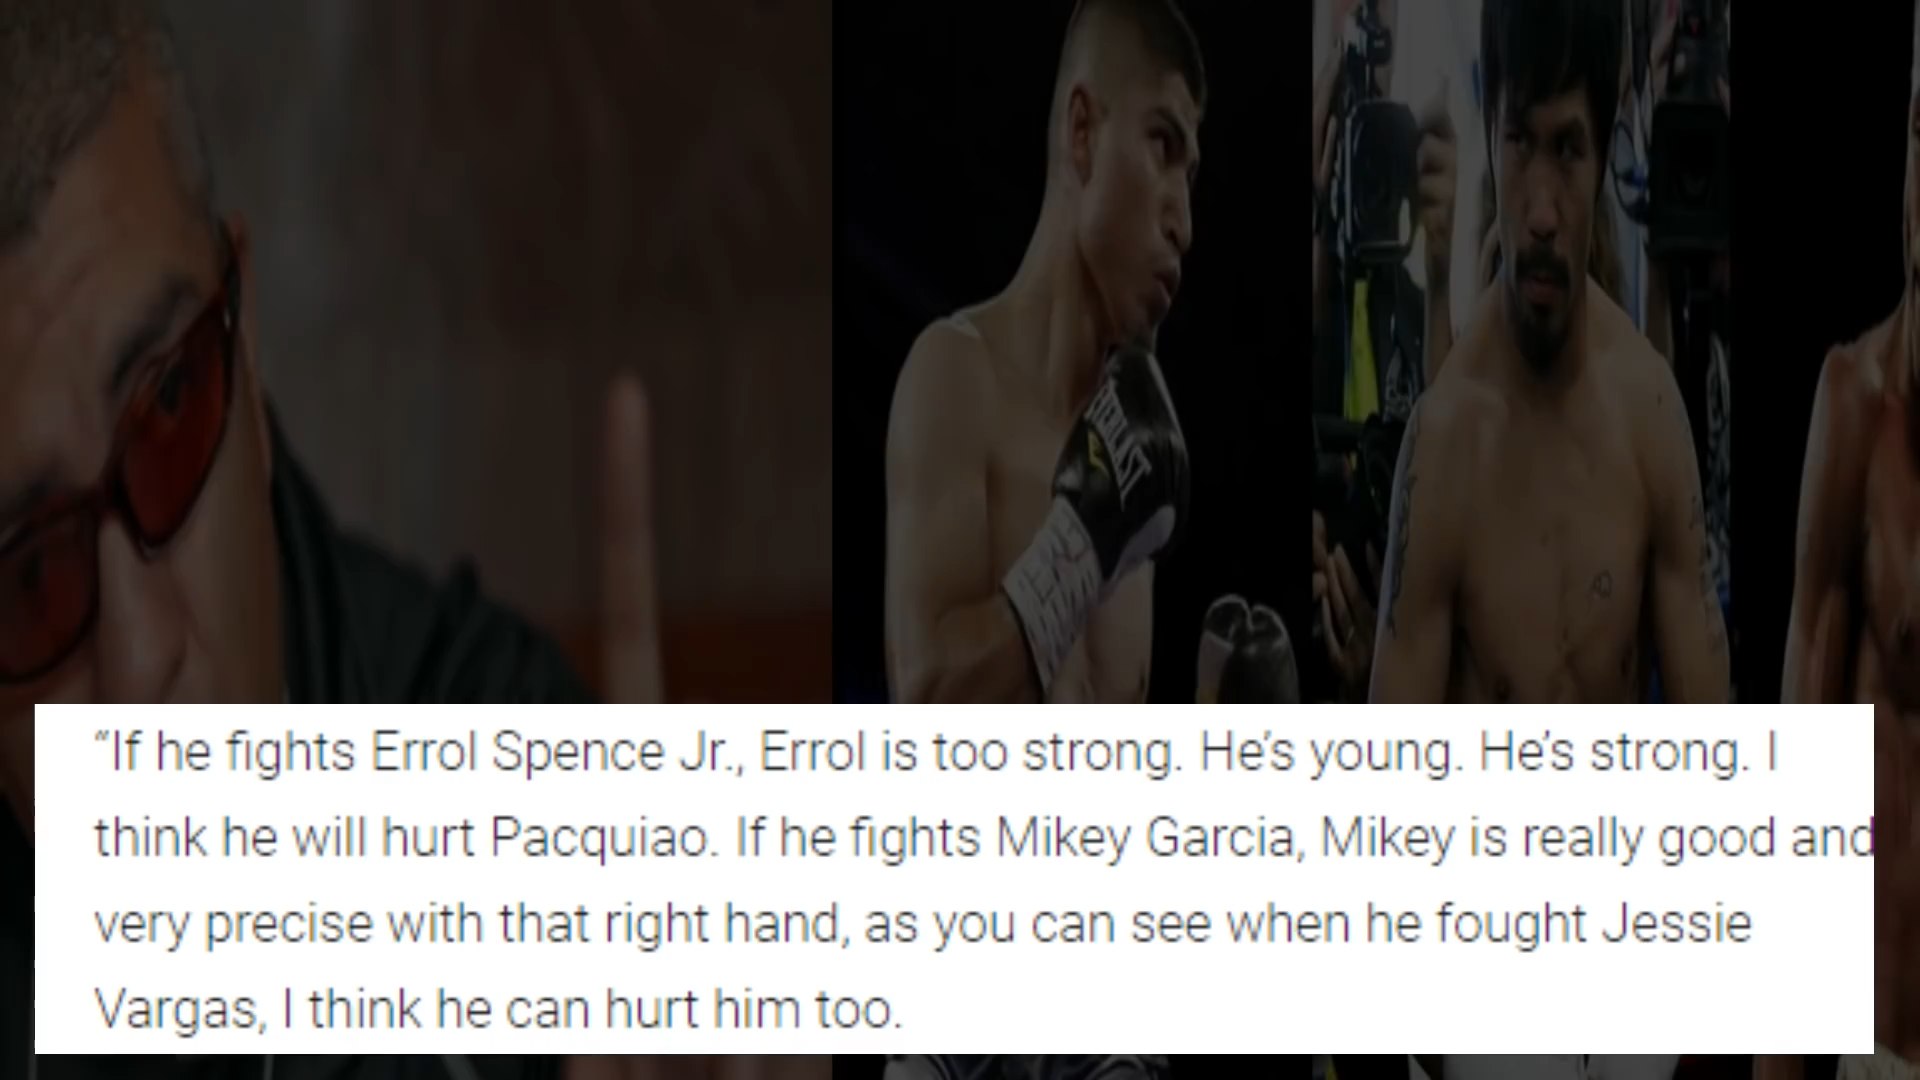 “If he fights Errol Spence Jr., Errol is too strong. He’s young. He’s strong. I
think he will hurt Pacquiao. If he fights Mikey Garcia, Mikey is really good and
very precise with that right hand, as you can see when he fought Jessie
Vargas, I think he can hurt him too.
EVERLAST